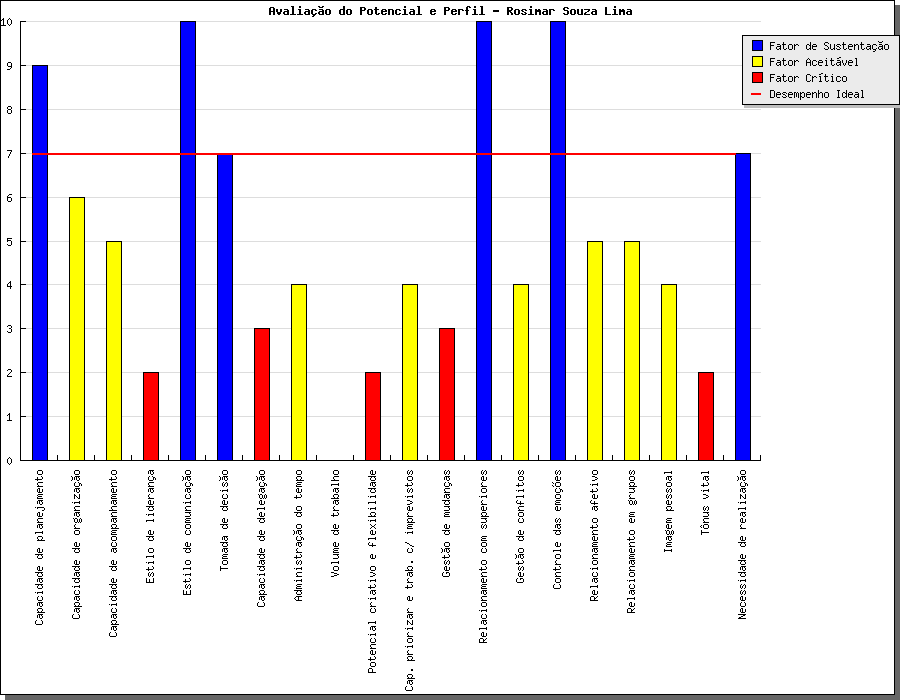 Avaliação do Potencial e Perfil - Rosimar Souza Lima
Fator de Sustentação
Fator Aceitável
Fator Crítico
Desempenho Ideal
10
9
8
7
6
5
4
3
2
1
0
Capacidade de planejamento
Capacidade de organização
Capacidade de acompanhamento
Estilo de liderança
Estilo de comunicação
Tomada de decisão
Capacidade de delegação
Administração do tempo
Volume de trabalho
Potencial criativo e flexibilidade
Cap. priorizar e trab. c/ imprevistos
Gestão de mudanças
Relacionamento com superiores
Gestão de conflitos
Controle das emoções
Relacionamento afetivo
Relacionamento em grupos
Imagem pessoal
Tônus vital
Necessidade de realização